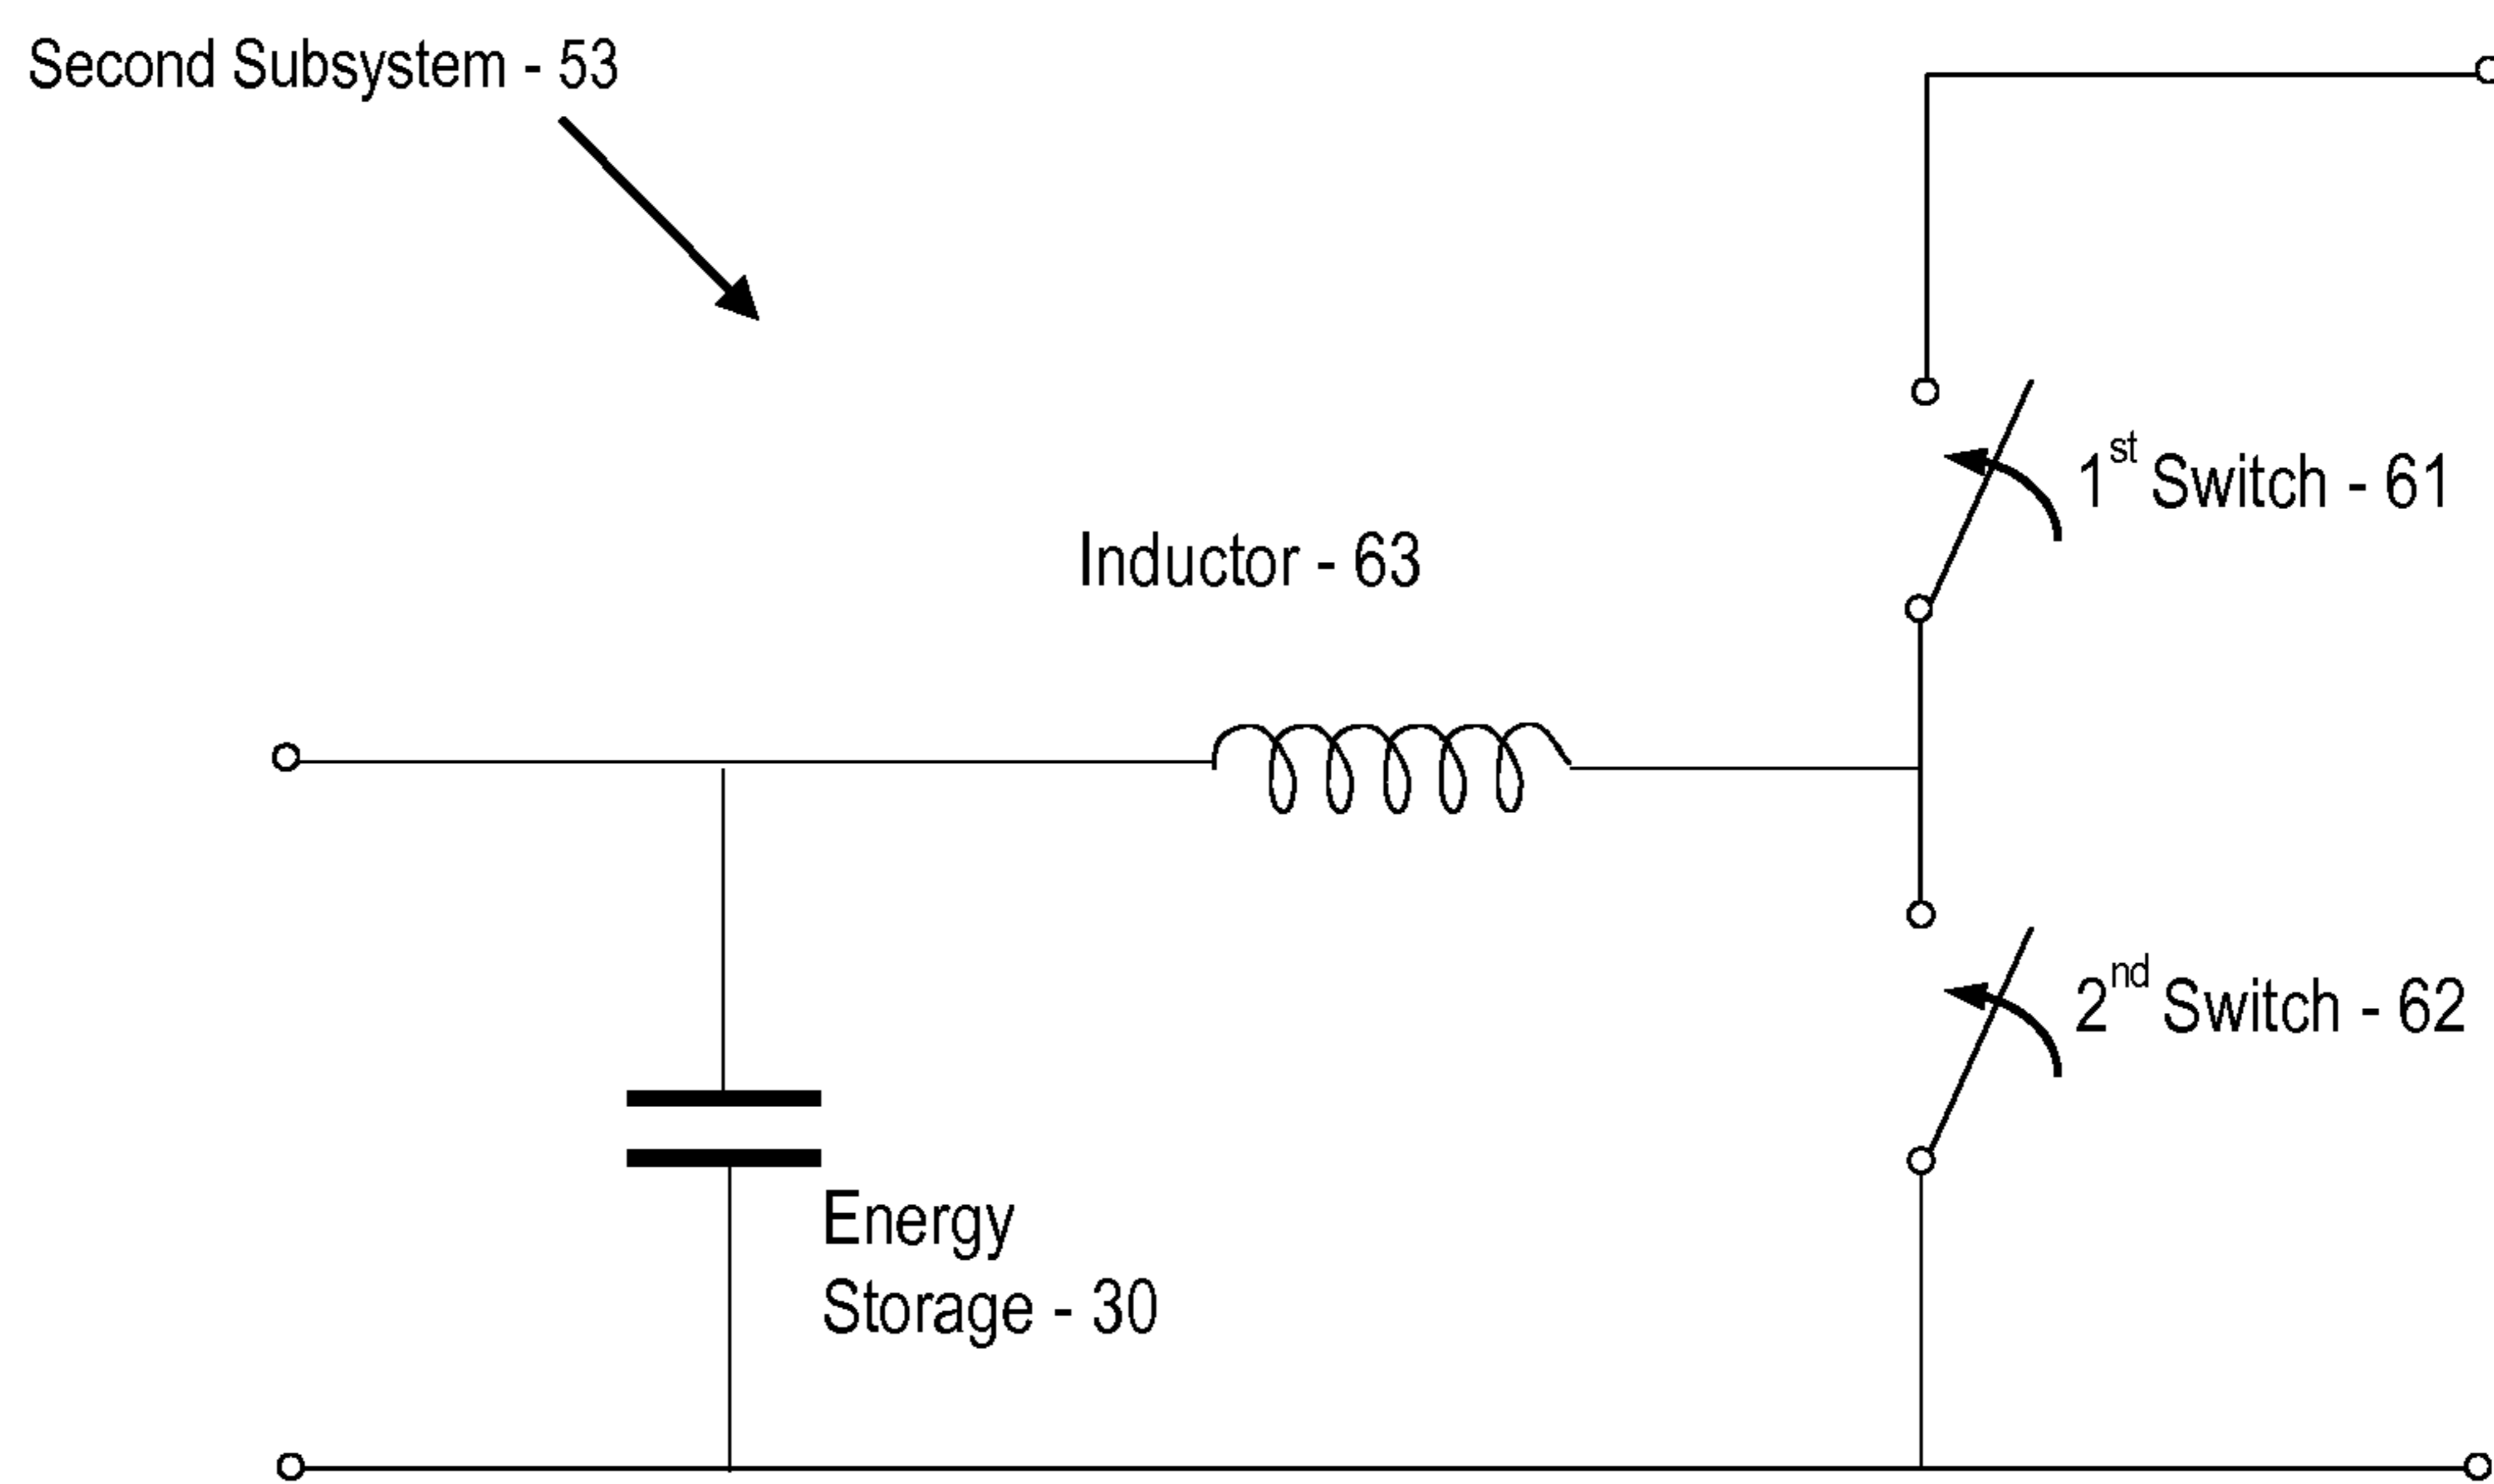 Second Subsystem - 53
1st Switch - 61
Inductor - 63
2nd Switch - 62
Energy
Storage - 30